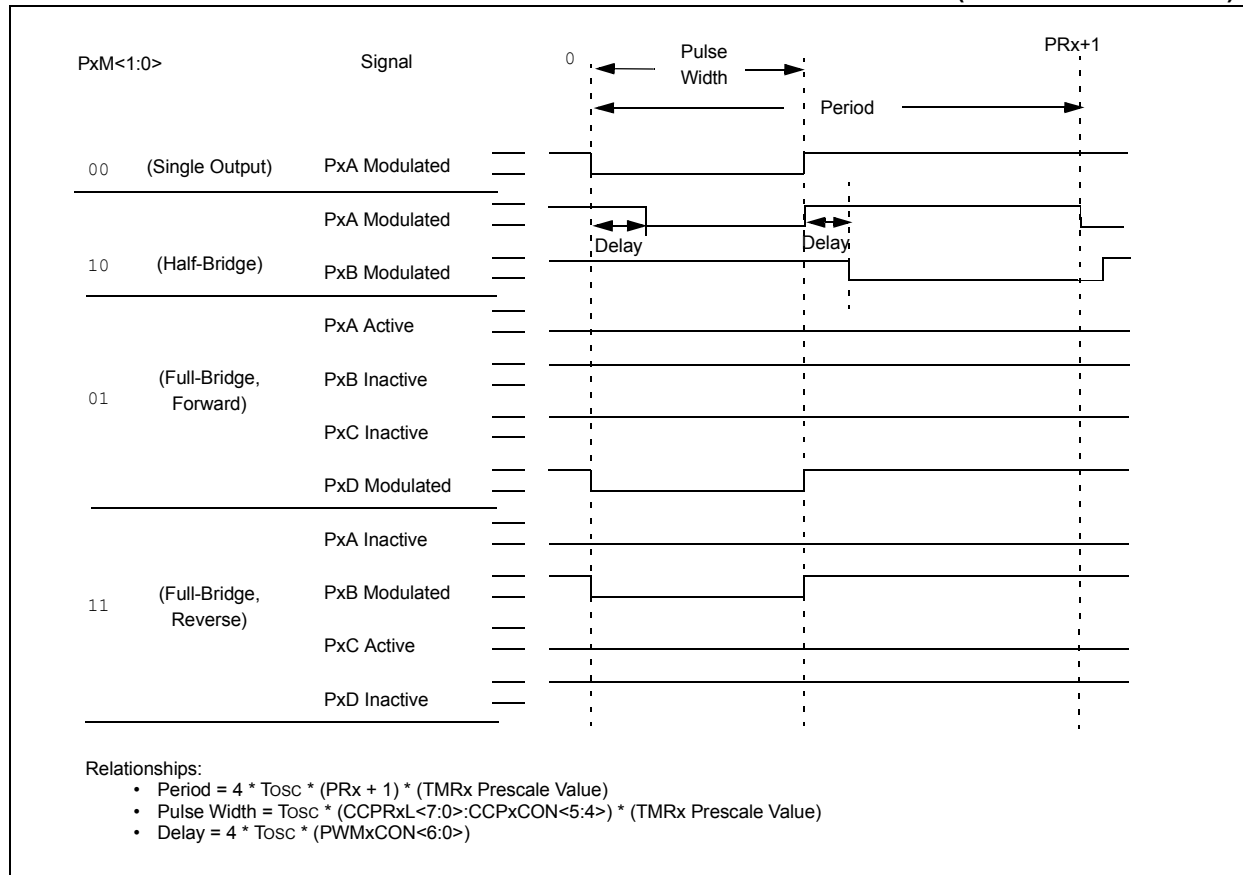 PxM<1:0>
Signal
0
Pulse
Width
PRx+1
Period
00
(Single Output)
PxA Modulated
10
(Half-Bridge)
PxA Modulated
Delay
Delay
PxB Modulated
01
(Full-Bridge,
Forward)
PxA Active
PxB Inactive
PxC Inactive
PxD Modulated
11
(Full-Bridge,
Reverse)
PxA Inactive
PxB Modulated
PxC Active
PxD Inactive
Relationships:
• Period = 4 * TOSC * (PRx + 1) * (TMRx Prescale Value)
• Pulse Width = TOSC * (CCPRxL<7:0>:CCPxCON<5:4>) * (TMRx Prescale Value)
• Delay = 4 * TOSC * (PWMxCON<6:0>)